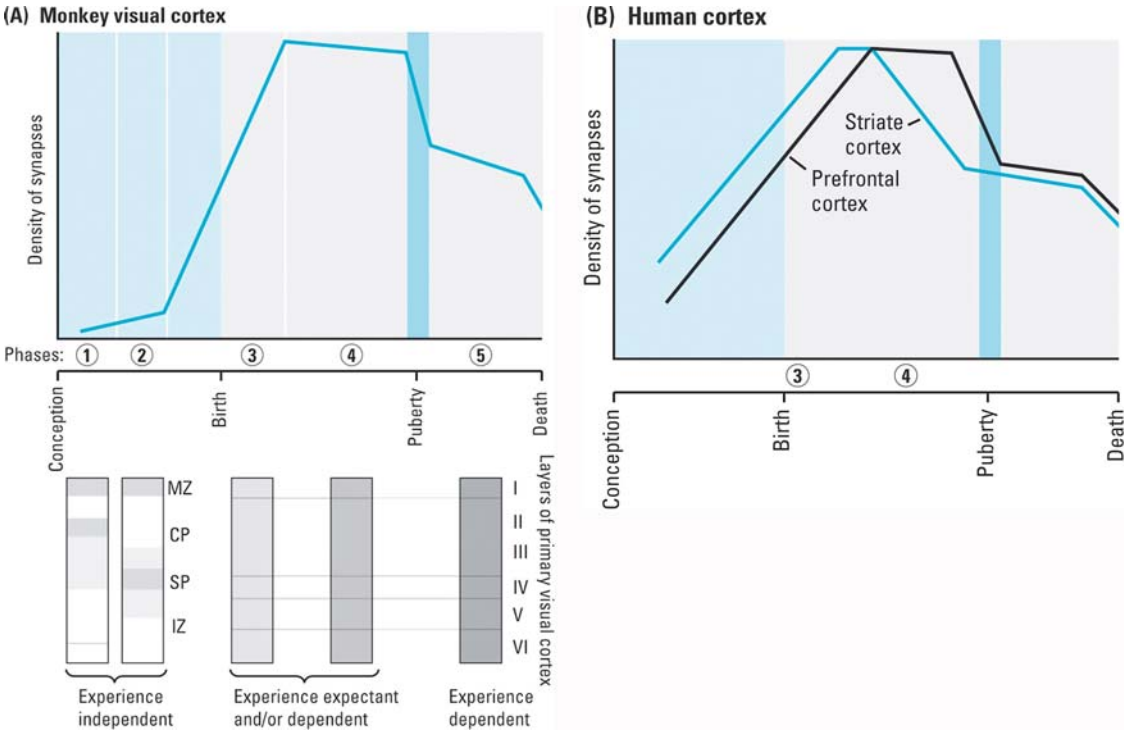 (A) Monkey visual cortex
Density of synapses
Phases: 1 2 3 4 5
Conception
Birth
Puberty
Death
MZ
CP
SP
IZ
I
II
III
IV
V
VI
Layers of primary visual cortex
Experience
independent
Experience expectant
and/or dependent
Experience
dependent
(B) Human cortex
Density of synapses
Striate
cortex
Prefrontal
cortex
3 4
Conception
Birth
Puberty
Death